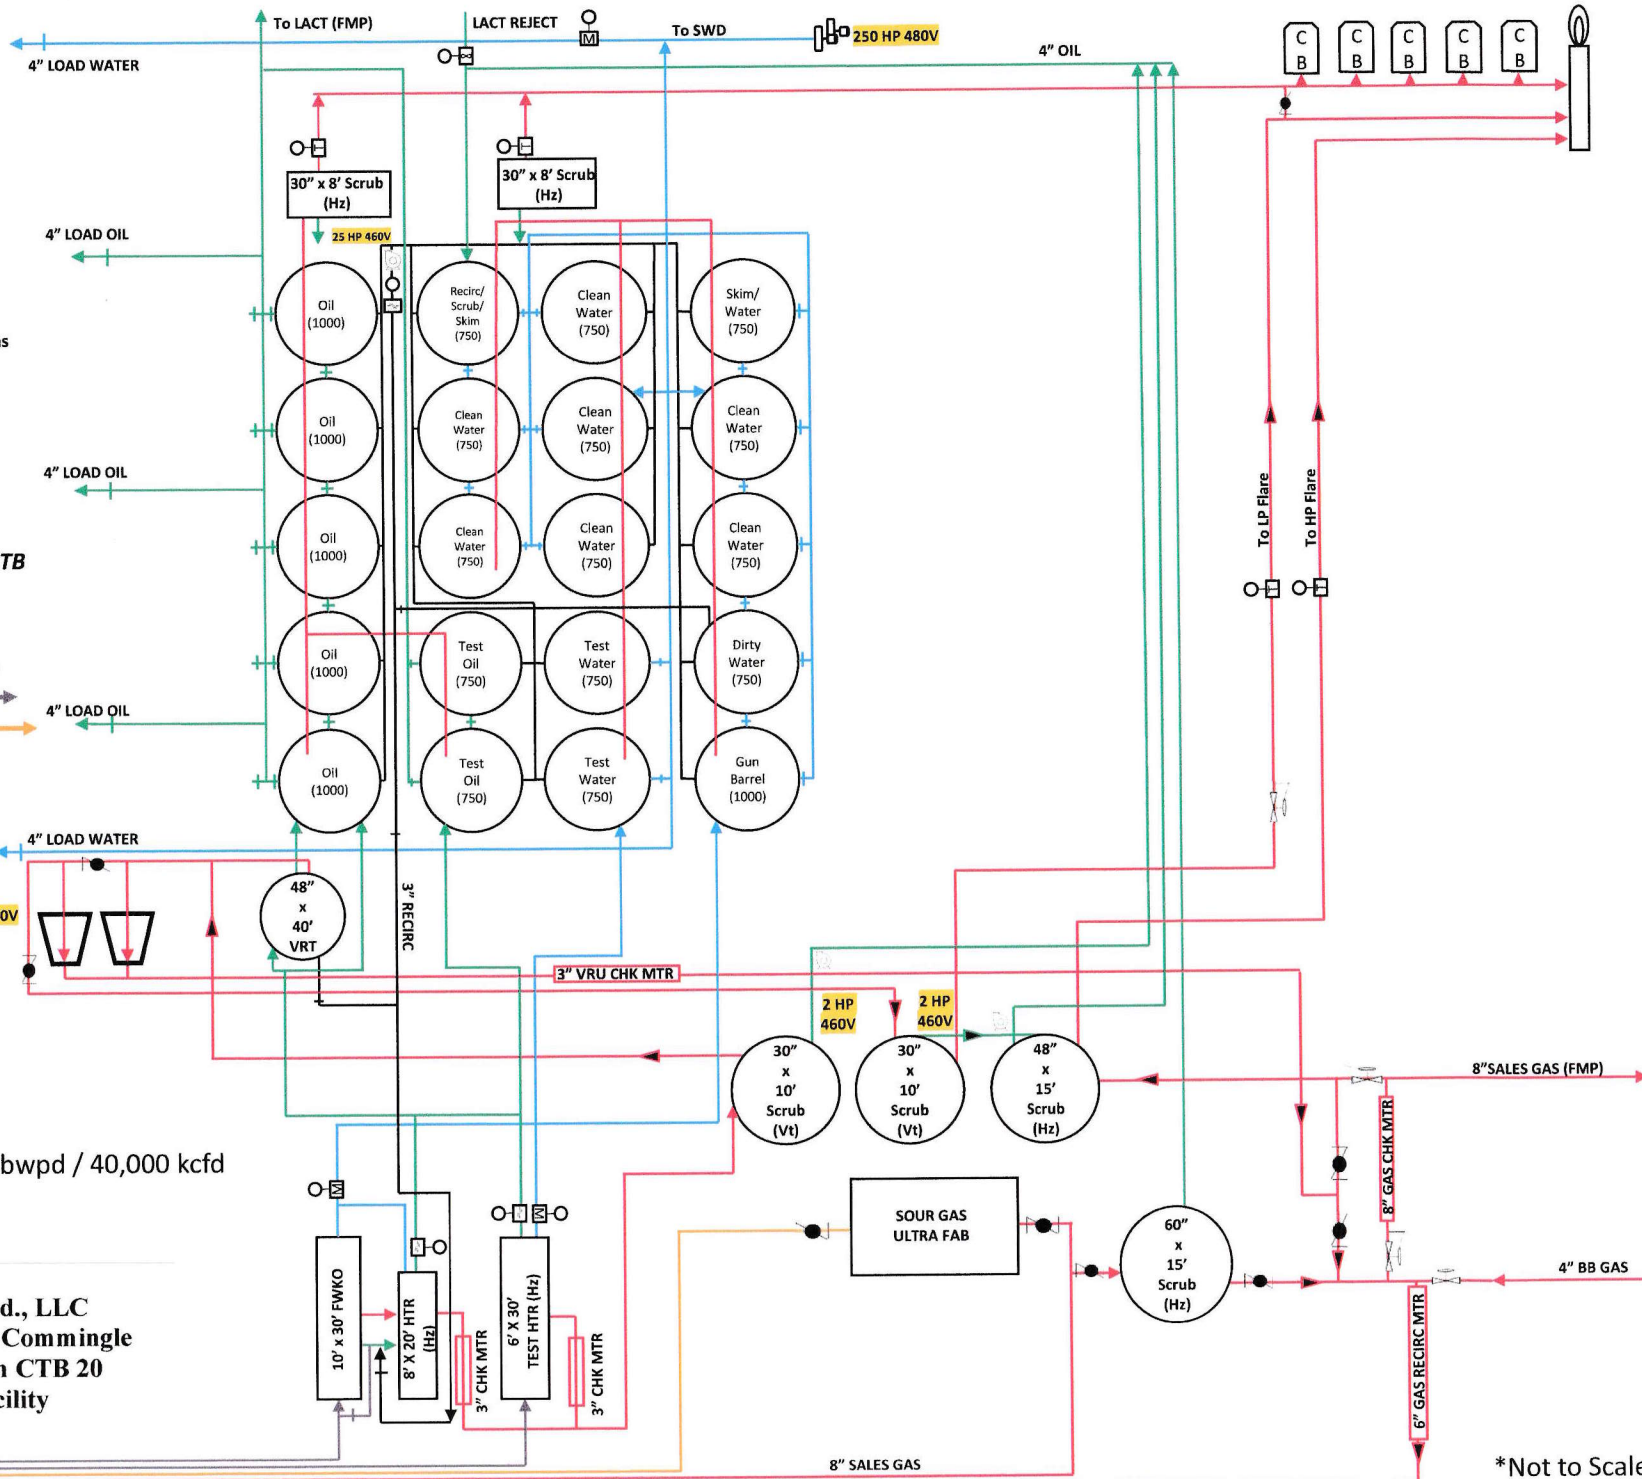 To LACT (FMP)
LACT REJECT
M
To SWD
250 HP 480V
4” LOAD WATER
4” OIL
C
B
C
B
C
B
C
B
C
B
T
T
30” x 8’ Scrub
(Hz)
30” x 8’ Scrub
(Hz)
4” LOAD OIL
25 HP 460V
Oil
(1000)
Recirc/
Scrub/
Skim
(750)
Clean
Water
(750)
Skim/
Water
(750)
s
Oil
(1000)
Clean
Water
(750)
Clean
Water
(750)
Clean
Water
(750)
4” LOAD OIL
To LP Flare
To HP Flare
Oil
(1000)
Clean
Water
(750)
Clean
Water
(750)
Clean
Water
(750)
TB
T
T
Oil
(1000)
Test
Oil
(750)
Test
Water
(750)
Dirty
Water
(750)
4” LOAD OIL
Oil
(1000)
Test
Oil
(750)
Test
Water
(750)
Gun
Barrel
(1000)
4” LOAD WATER
0V
48”
x
40’
VRT
3” RECIRC
3” VRU CHK MTR
2 HP
460V
2 HP
460V
30”
x
10’
Scrub
(Vt)
30”
x
10’
Scrub
(Vt)
48”
x
15’
Scrub
(Hz)
8”SALES GAS (FMP)
8” GAS CHK MTR
bwpd / 40,000 kcfd
M
M
SOUR GAS
ULTRA FAB
60”
x
15’
Scrub
(Hz)
4” BB GAS
10’ x 30’ FWKO
8’ X 20’ HTR
(Hz)
3” CHK MTR
6’ X 30’
TEST HTR (Hz)
3” CHK MTR
6” GAS RECIRC MTR
d., LLC
Commingle
CTB 20
cility
8” SALES GAS
*Not to Scale